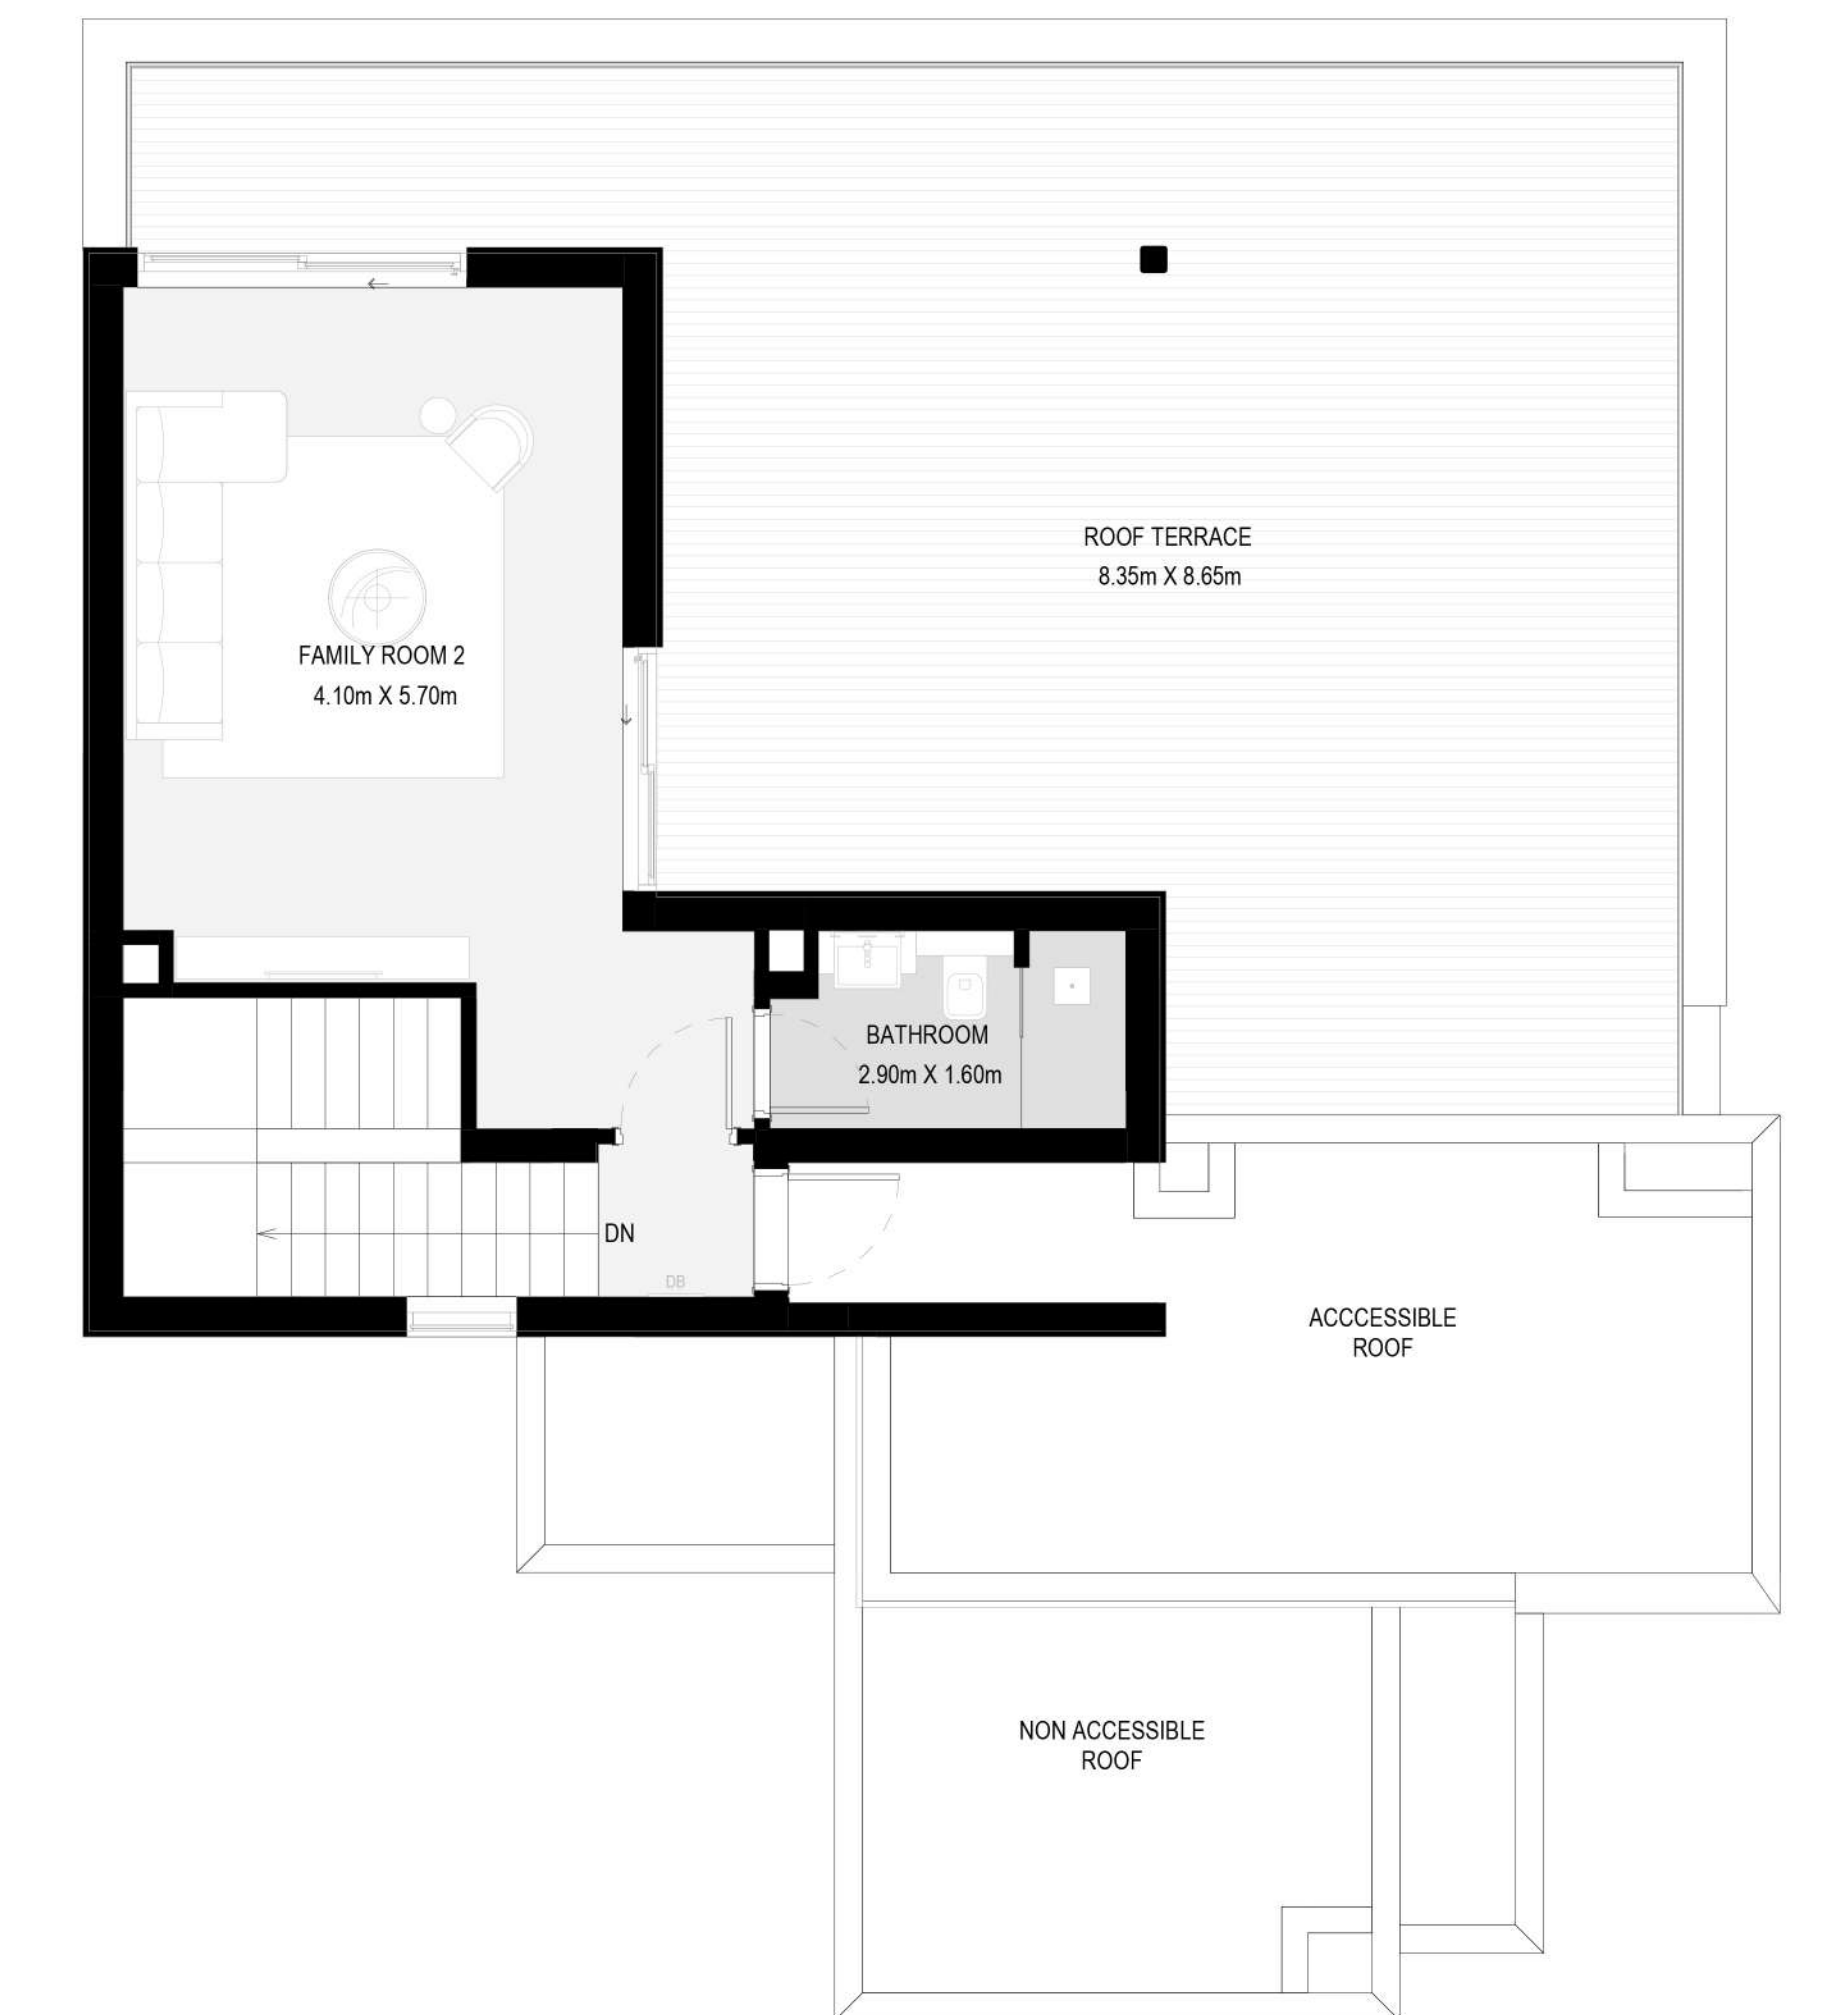 ROOF TERRACE
8.35m X 8.65m
FAMILY ROOM 2
4.10m X 5.70m
BATHROOM
2.90m X 1.60m
DN
DB
ACCCESSIBLE
ROOF
NON ACCESSIBLE
ROOF